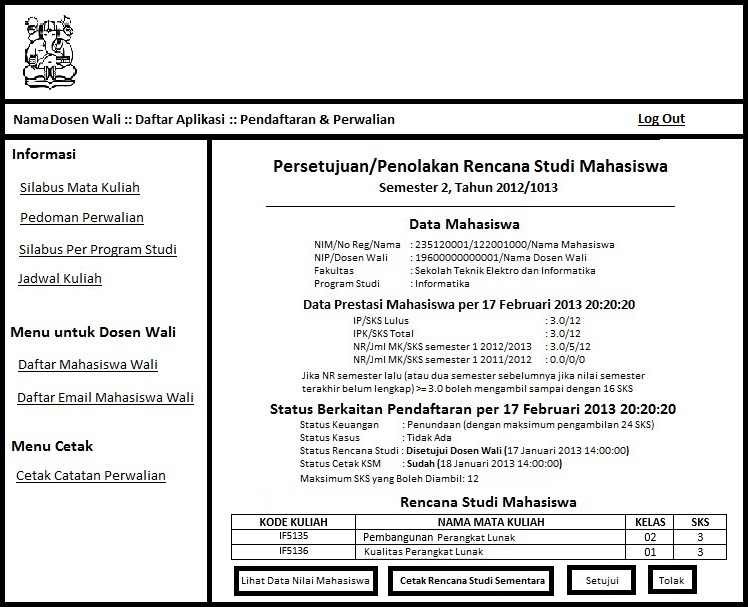 NamaDosen Wali :: Daftar Aplikasi :: Pendaftaran & Perwalian
Log Out
Informasi
Silabus Mata Kuliah
Pedoman Perwalian
Silabus Per Program Studi
Jadwal Kuliah
Menu untuk Dosen Wali
Daftar Mahasiswa Wali
Daftar Email Mahasiswa Wali
Menu Cetak
Cetak Catatan Perwalian
Persetujuan/Penolakan Rencana Studi Mahasiswa
Semester 2, Tahun 2012/1013
Data Mahasiswa
NIM/No Reg/Nama : 235120001/122001000/Nama Mahasiswa
NIP/Dosen Wali : 19600000000001/Nama Dosen Wali
Fakultas : Sekolah Teknik Elektro dan Informatika
Program Studi : Informatika
Data Prestasi Mahasiswa per 17 Februari 2013 20:20:20
IP/SKS Lulus : 3.0/12
IPK/SKS Total : 3.0/12
NR/Jml MK/SKS semester 1 2012/2013 : 3.0/5/12
NR/Jml MK/SKS semester 1 2011/2012 : 0.0/0/0
Jika NR semester lalu (atau dua semester sebelumnya jika nilai semester
terakhir belum lengkap) >= 3.0 boleh mengambil sampai dengan 16 SKS
Status Berkaitan Pendaftaran per 17 Februari 2013 20:20:20
Status Keuangan : Penundaan (dengan maksimum pengambilan 24 SKS)
Status Kasus : Tidak Ada
Status Rencana Studi : Disetujui Dosen Wali (17 Januari 2013 14:00:00)
Status Cetak KSM : Sudah (18 Januari 2013 14:00:00)
Maksimum SKS yang Boleh Diambil: 12
Rencana Studi Mahasiswa
KODE KULIAH NAMA MATA KULIAH KELAS SKS
IF5135 Pembangunan Perangkat Lunak 02 3
IF5136 Kualitas Perangkat Lunak 01 3
Lihat Data Nilai Mahasiswa Cetak Rencana Studi Sementara Setujui Tolak